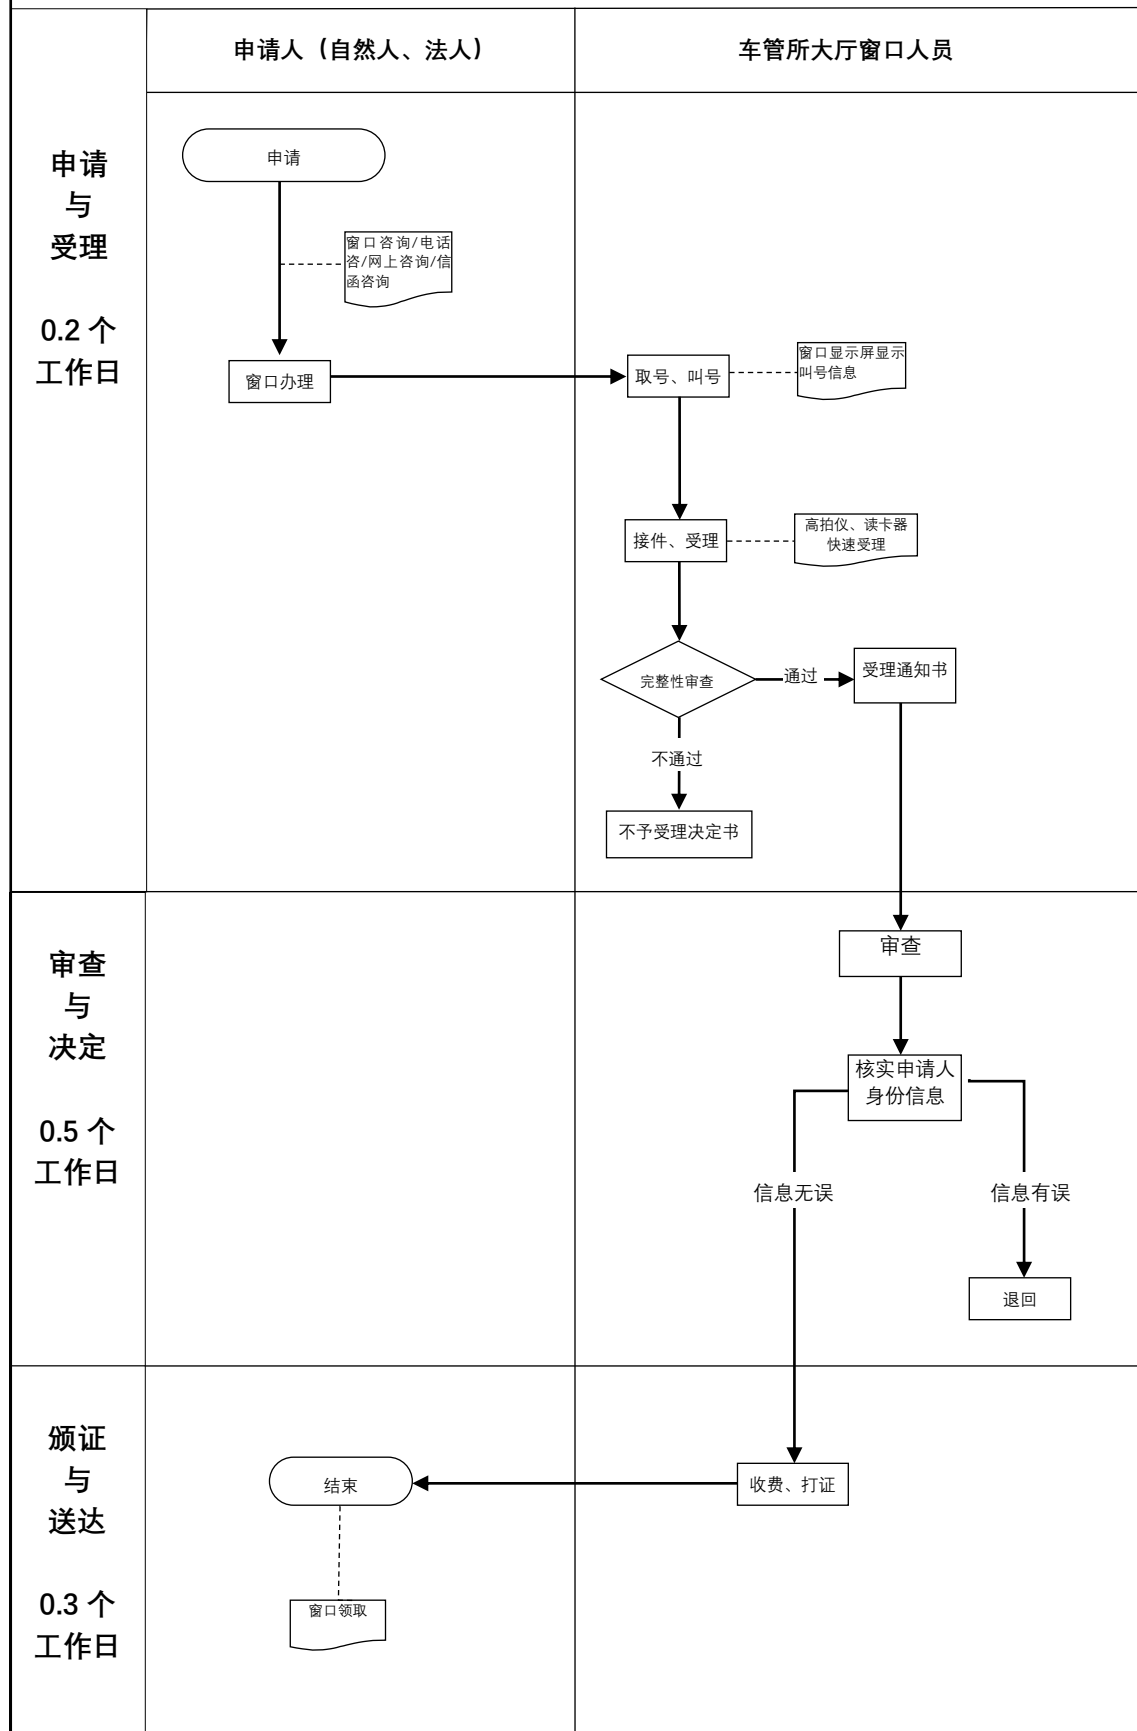 申请人（自然人、法人）
车管所大厅窗口人员
申请
与
受理
0.2 个
工作日
申请
窗口咨询/电话
咨/网上咨询/信
函咨询
窗口办理
取号、叫号
窗口显示屏显示
叫号信息
接件、受理
高拍仪、读卡器
快速受理
完整性审查
通过
受理通知书
不通过
不予受理决定书
审查
与
决定
0.5 个
工作日
审查
核实申请人
身份信息
信息无误
信息有误
退回
颁证
与
送达
0.3 个
工作日
结束
收费、打证
窗口领取